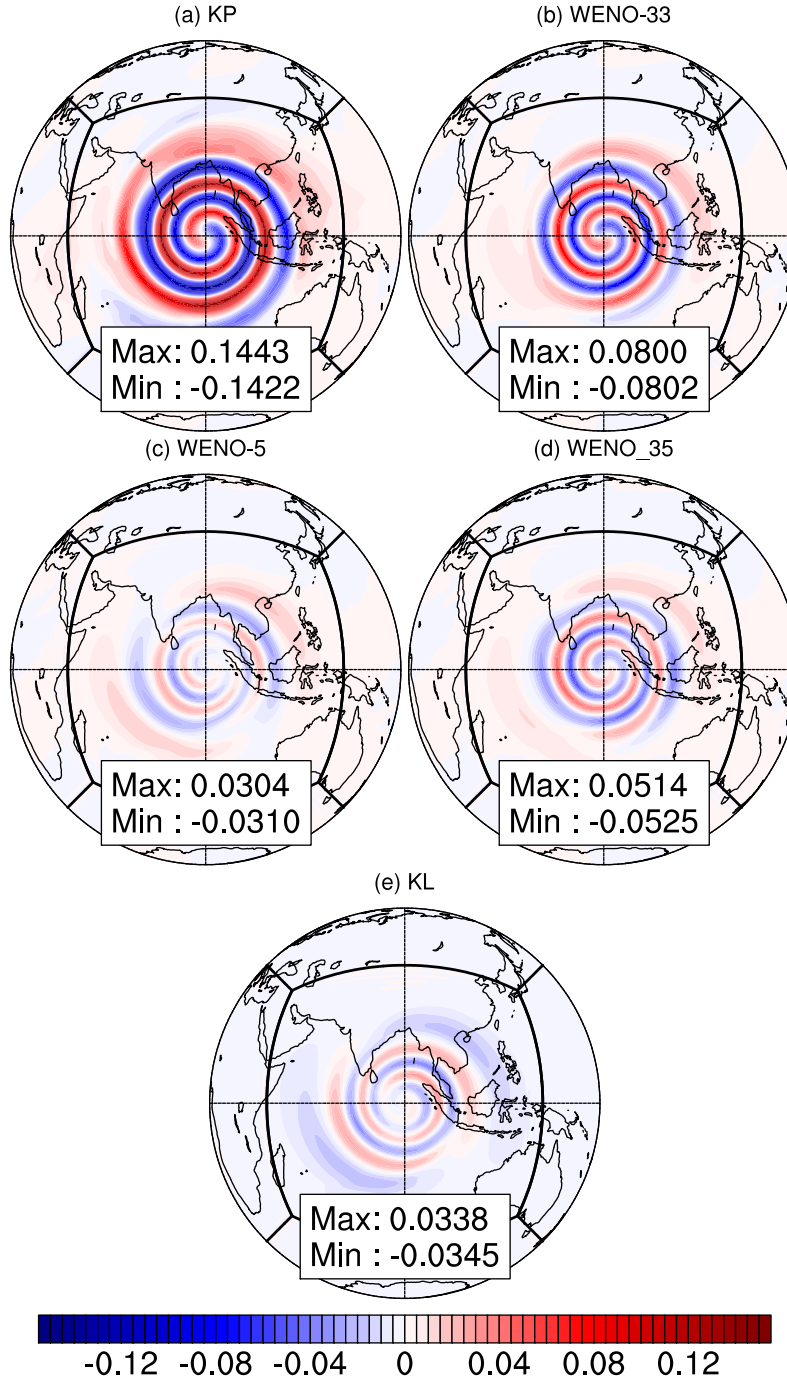 (a) KP
(b) WENO-33
Max: 0.1443
Min : -0.1422
Max: 0.0800
Min : -0.0802
(c) WENO-5
(d) WENO_35
Max: 0.0304
Min : -0.0310
Max: 0.0514
Min : -0.0525
(e) KL
Max: 0.0338
Min : -0.0345
-0.12 -0.08 -0.04 0 0.04 0.08 0.12